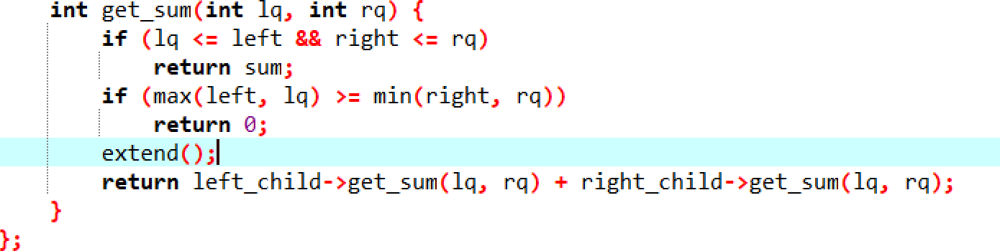 int get_sum(int lq, int rq) {
if (lq <= left && right <= rq)
return sum;
if (max(left, lq) >= min(right, rq))
return 0;
extend();
return left_child->get_sum(lq, rq) + right_child->get_sum(lq, rq);
}
};